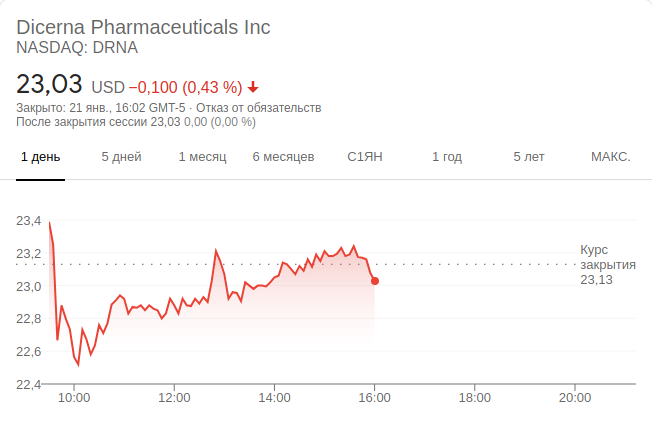 Dicerna Pharmaceuticals Inc
NASDAQ: DRNA
23,03 USD −0,100 (0,43 %)
Закрыто: 21 янв., 16:02 GMT-5 · Отказ от обязательств
После закрытия сессии 23,03 0,00 (0,00 %)
1 день 5 дней 1 месяц 6 месяцев С1ЯН 1 год 5 лет МАКС.
23,4
23,2
23,0
22,8
22,6
22,4
Курс
закрытия
23,13
10:00 12:00 14:00 16:00 18:00 20:00